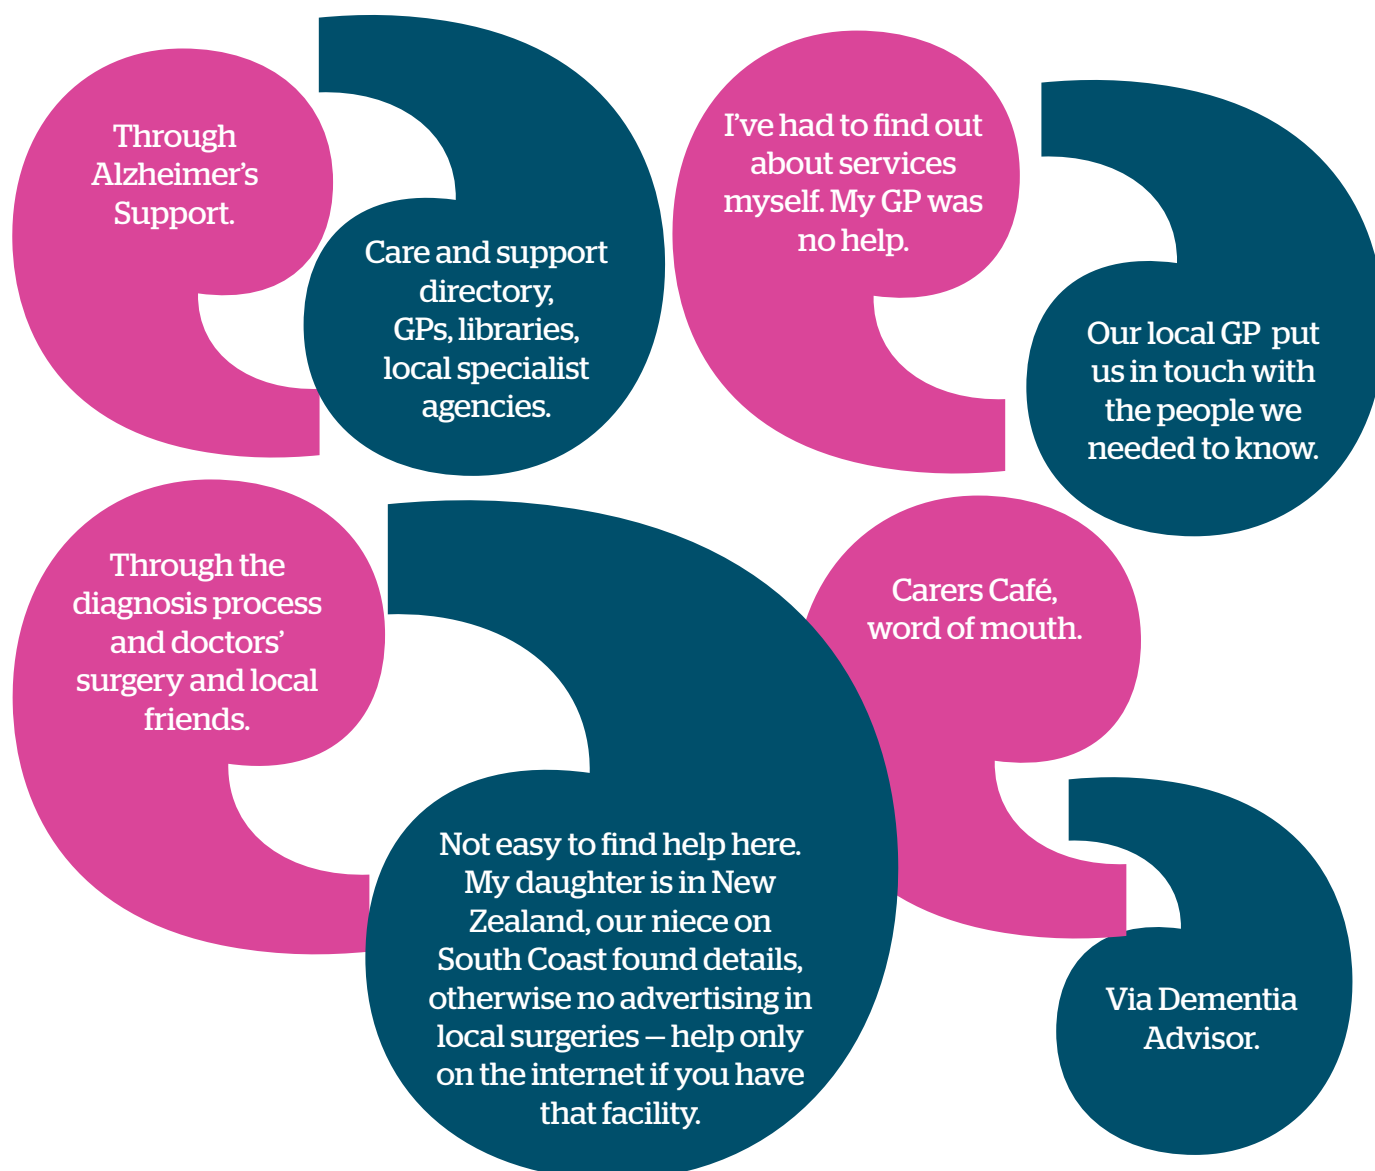 Through
Alzheimer’s
Support.
Care and support
directory,
GPs, libraries,
local specialist
agencies.
I’ve had to find out
about services
myself. My GP was
no help.
Our local GP  put
us in touch with
the people we
needed to know.
Through the
diagnosis process
and doctors’
surgery and local
friends.
Not easy to find help here.
My daughter is in New
Zealand, our niece on
South Coast found details,
otherwise no advertising in
local surgeries – help only
on the internet if you have
that facility.
Carers Café,
word of mouth.
Via Dementia
Advisor.